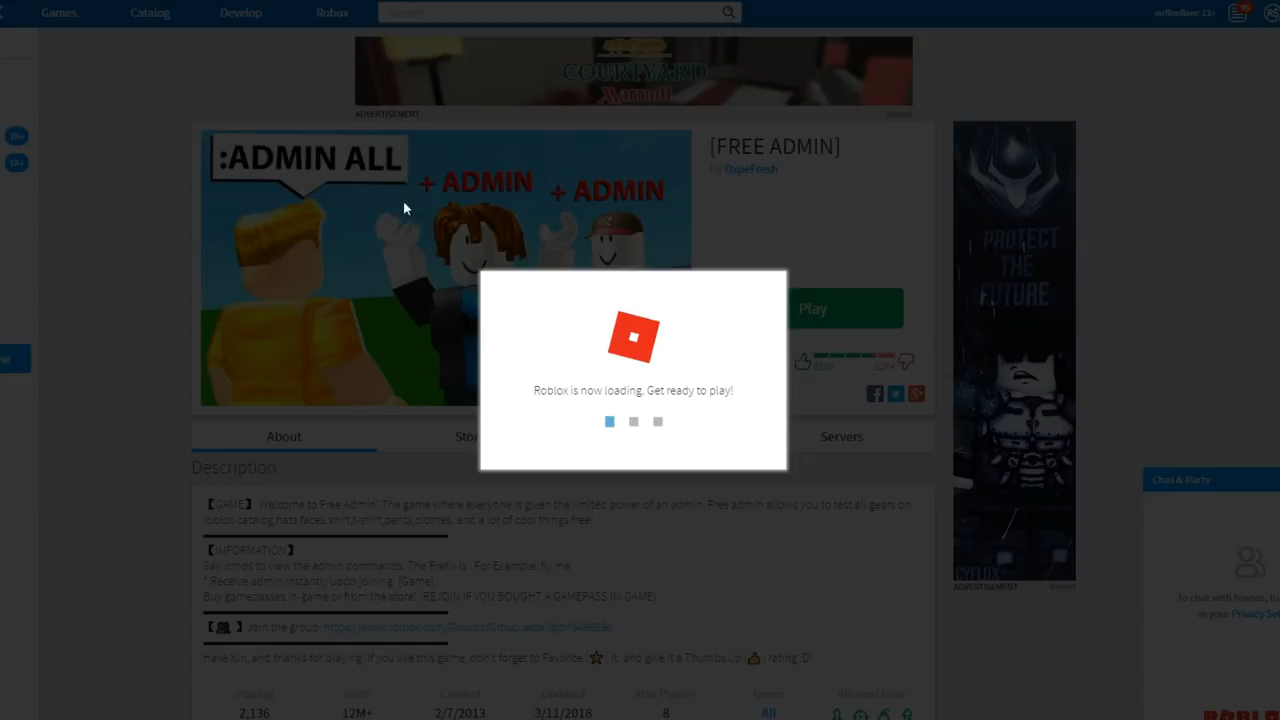 Games
Catalog
Develop
Robux
Search
mrflimflam: 13+
COURTYARD
Marriott
ADVERTISEMENT
:ADMIN ALL
+ ADMIN
+ ADMIN
[FREE ADMIN]
By DxpeFresh
Play
PROTECT
THE
FUTURE
Roblox is now loading. Get ready to play!
About
Servers
Description
【GAME】 Welcome to Free Admin! The game where everyone is given the limited power of an admin. Free admin allows you to test all gears on
roblox catalog,hats,faces,shirt,t-shirt,pants,clothes, and a lot of cool things free!
【INFORMATION】
Say :cmds to view the admin commands. The Prefix is : For Example :fly me
* Receive admin instantly upon joining {Game}
Buy gamepasses in-game or from the store! (REJOIN IF YOU BOUGHT A GAMEPASS IN-GAME)
【👥】Join the group:
Have fun, and thanks for playing! If you like this game, don't forget to Favorite (⭐) it, and give it a Thumbs up (👍) rating :D!
Playing
Visits
Created
Updated
Max Players
Genre
Allowed Gear
2,136
12M+
2/7/2013
3/11/2018
8
All
CYFLUX
ADVERTISEMENT
Chat & Party
To chat with friends,
in your Privacy